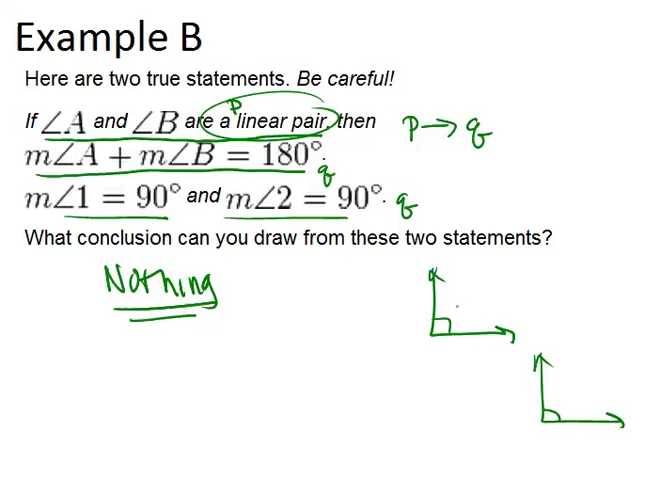 Example B
Here are two true statements. Be careful!
P
If ∠A and ∠B are a linear pair, then P → q
m∠A + m∠B = 180°.
q
m∠1 = 90° and m∠2 = 90°. q
What conclusion can you draw from these two statements?
Nothing